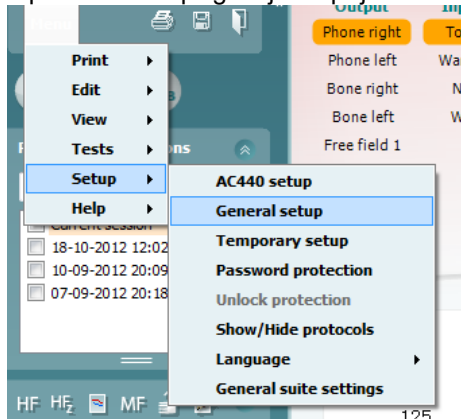 Output
Phone right
Phone left
Bone right
Bone left
Free field 1
Print
Edit
View
Tests
Setup
Help
AC440 setup
General setup
Temporary setup
Password protection
Unlock protection
Show/Hide protocols
Language
General suite settings
Current session
18-10-2012 12:02
10-09-2012 20:09
07-09-2012 20:18
HF HFz MF
125